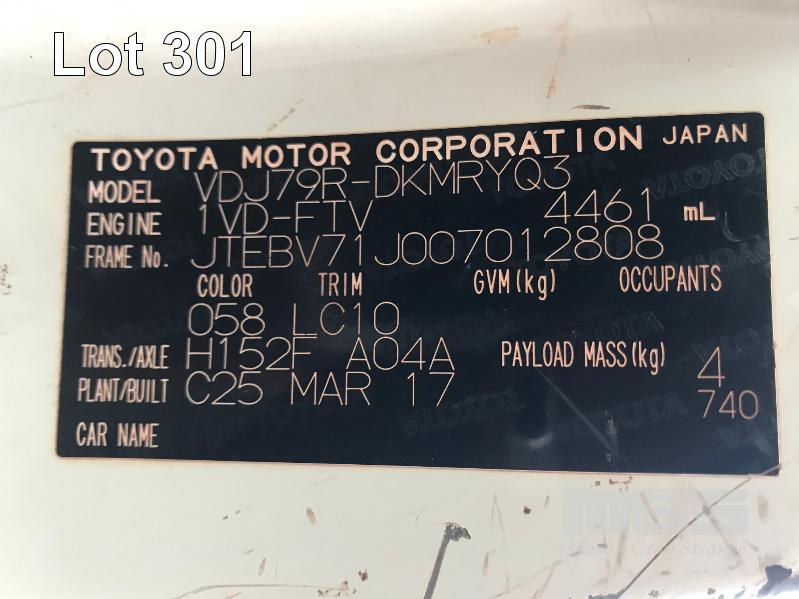 Lot 301
TOYOTA MOTOR CORPORATION JAPAN
MODEL VDJ79R-DKMRYQ3
ENGINE 1VD-FTV 4461 mL
FRAME No. JTEBV71J007012808
COLOR TRIM GVM(kg) OCCUPANTS
058 LC10
TRANS./AXLE H152F A04A PAYLOAD MASS(kg) 4
PLANT/BUILT C25 MAR 17 740
CAR NAME
MGS